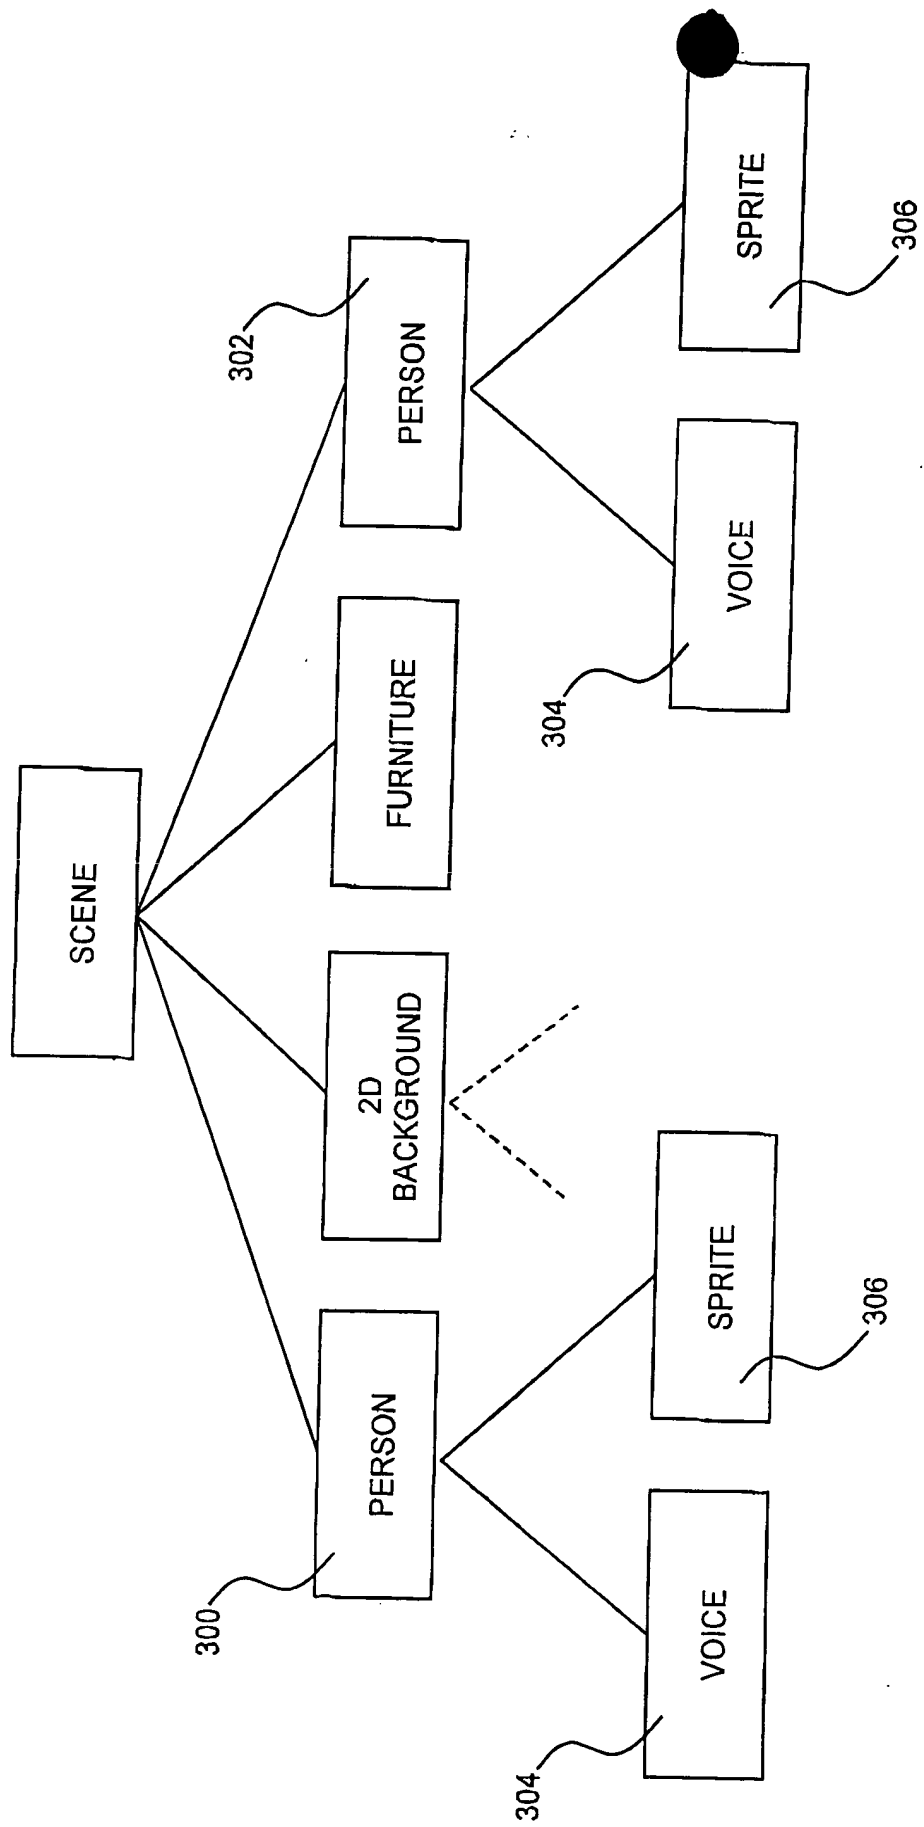 SCENE
300
PERSON
2D
BACKGROUND
FURNITURE
302
PERSON
304
VOICE
SPRITE
306
304
VOICE
SPRITE
306